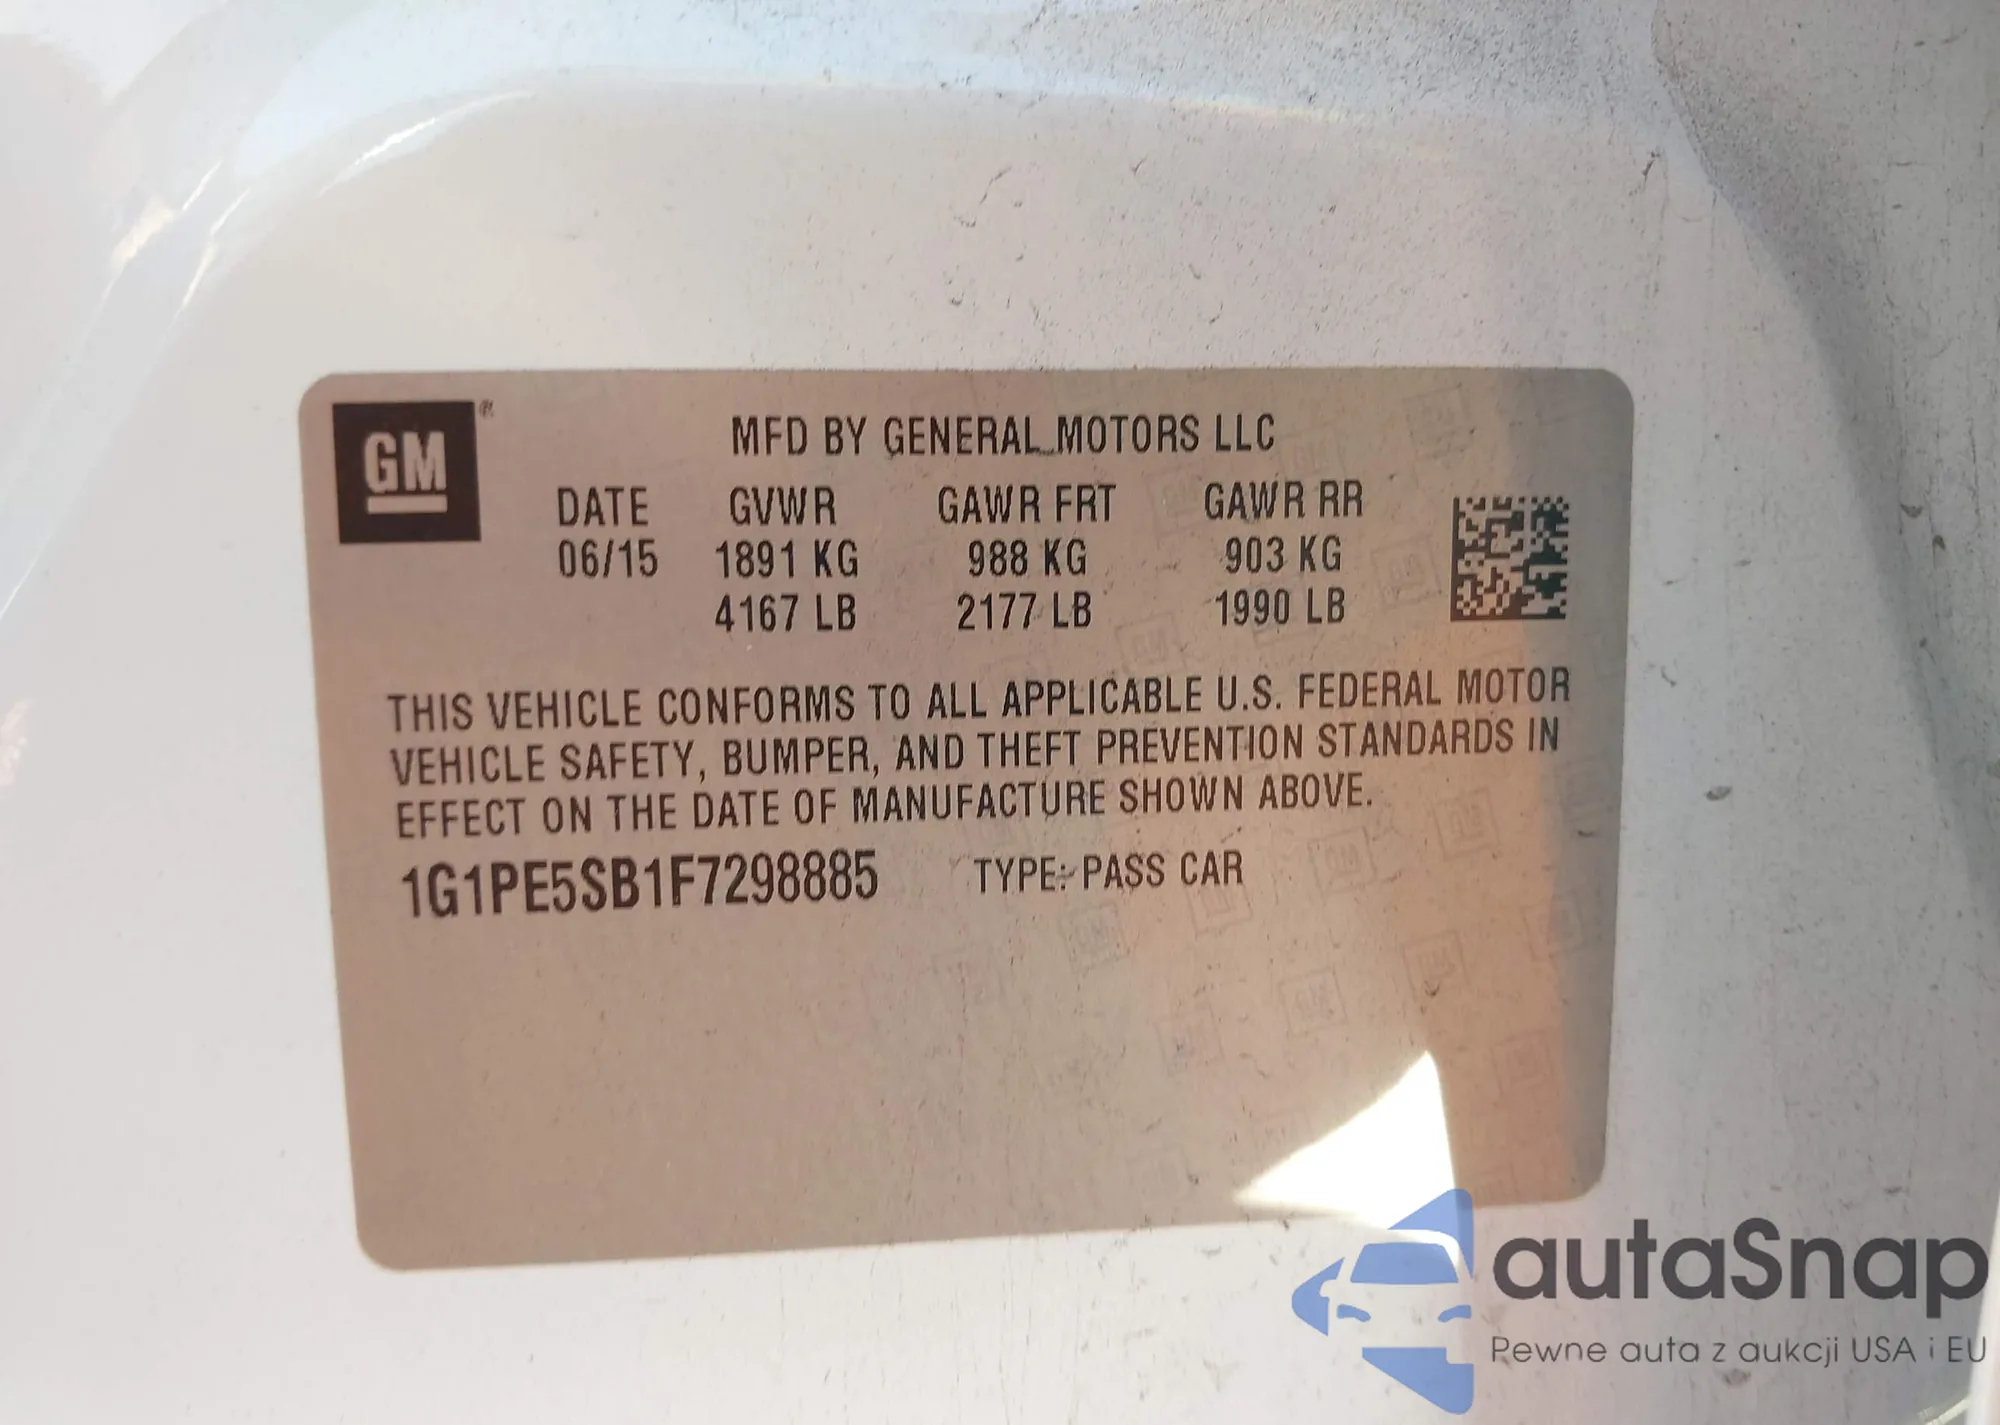 GM®
MFD BY GENERAL MOTORS LLC
DATE GVWR GAWR FRT GAWR RR
06/15 1891 KG 988 KG 903 KG
4167 LB 2177 LB 1990 LB
THIS VEHICLE CONFORMS TO ALL APPLICABLE U.S. FEDERAL MOTOR
VEHICLE SAFETY, BUMPER, AND THEFT PREVENTION STANDARDS IN
EFFECT ON THE DATE OF MANUFACTURE SHOWN ABOVE.
1G1PE5SB1F7298885 TYPE: PASS CAR
autaSnap
Pewne auta z aukcji USA i EU